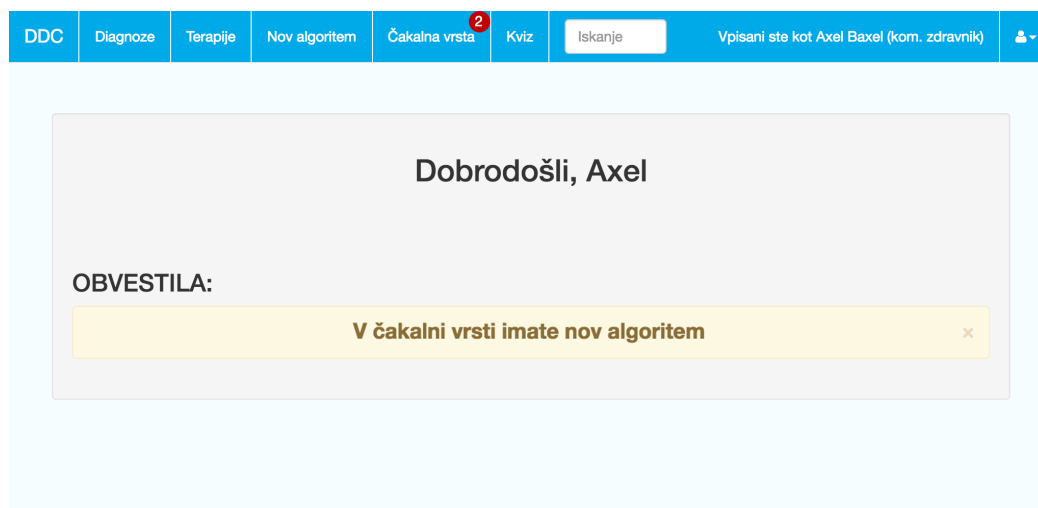 DDC Diagnoze Terapije Nov algoritem Čakalna vrsta 2 Kviz Iskanje Vpisani ste kot Axel Baxel (kom. zdravnik)
Dobrodošli, Axel
OBVESTILA:
V čakalni vrsti imate nov algoritem ×